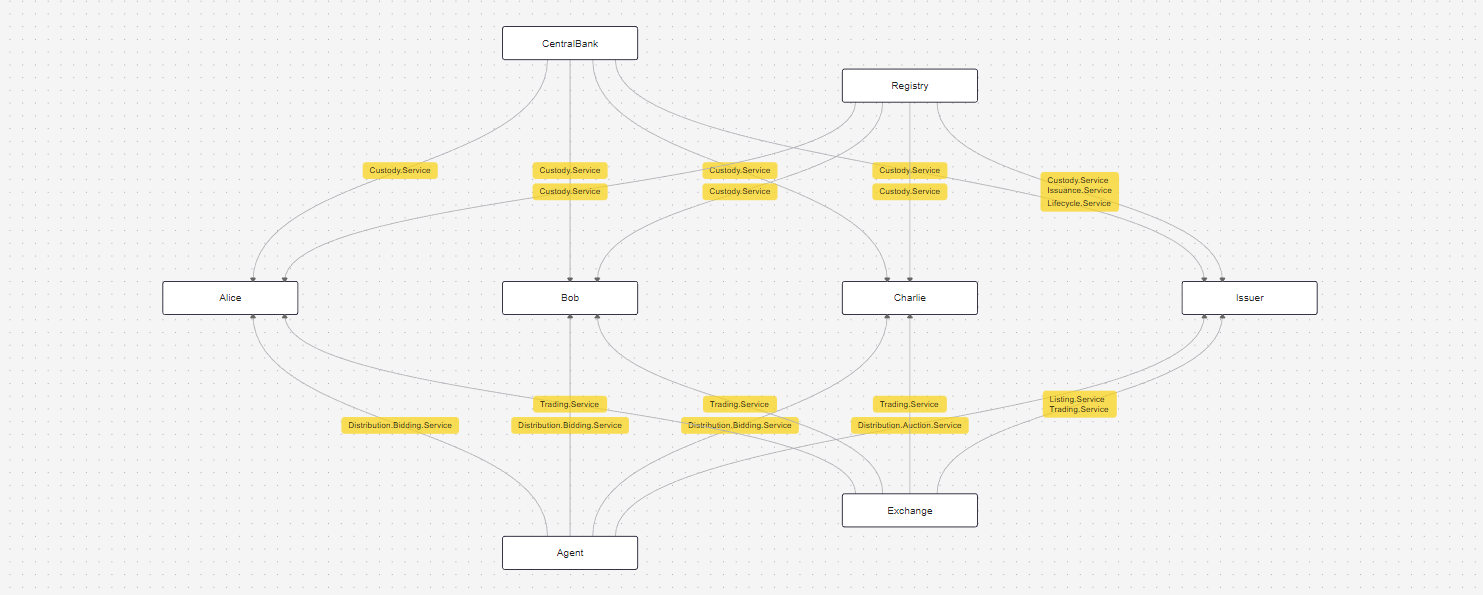 CentralBank
Registry
Custody.Service
Custody.Service
Custody.Service
Custody.Service
Custody.Service
Issuance.Service
Lifecycle.Service
Custody.Service
Custody.Service
Custody.Service
Alice
Bob
Charlie
Issuer
Trading.Service
Trading.Service
Trading.Service
Listing.Service
Trading.Service
Distribution.Bidding.Service
Distribution.Bidding.Service
Distribution.Bidding.Service
Distribution.Auction.Service
Exchange
Agent